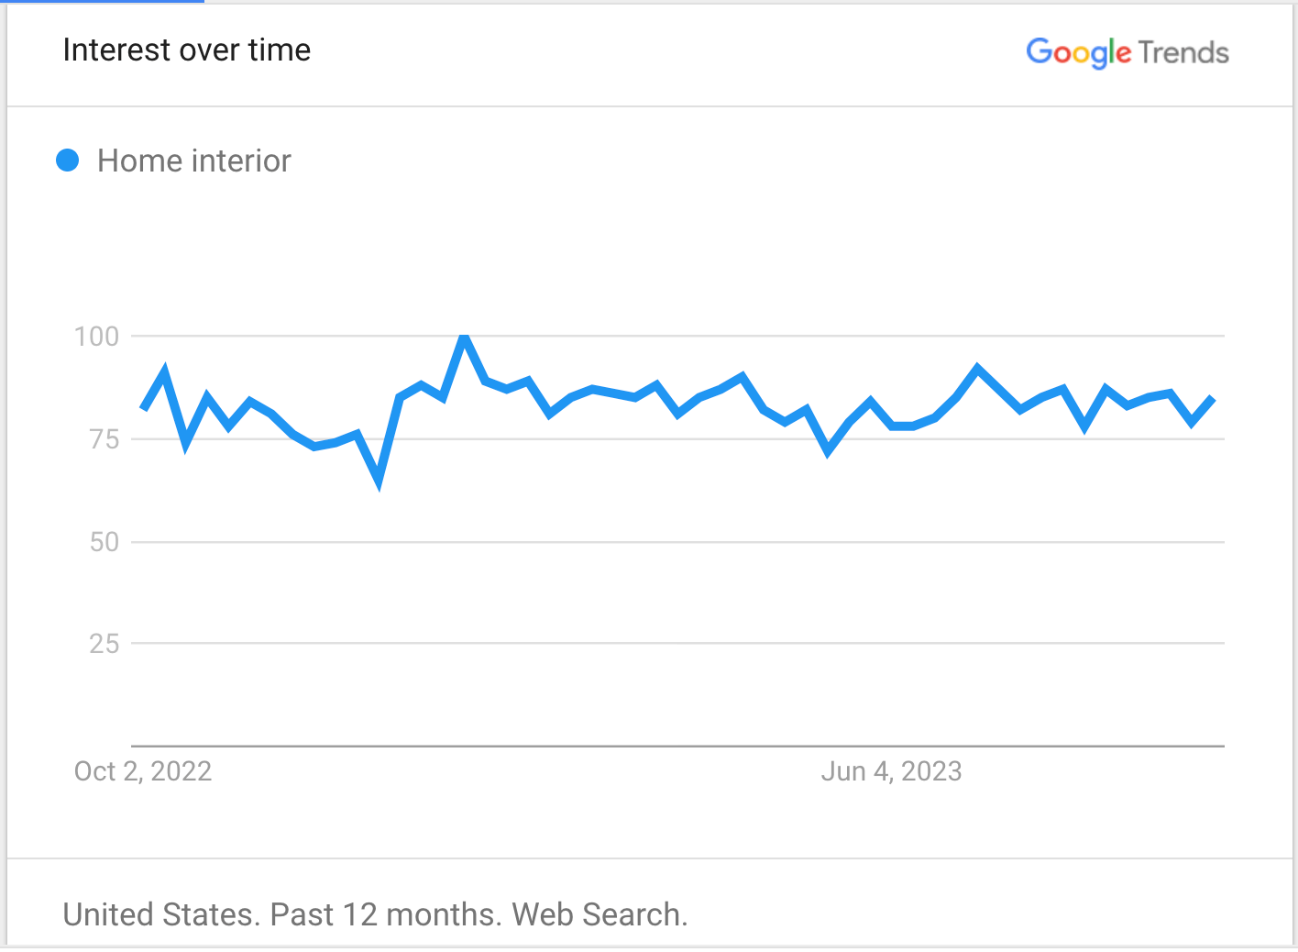 Interest over time
Google Trends
Home interior
100
75
50
25
Oct 2, 2022
Jun 4, 2023
United States. Past 12 months. Web Search.